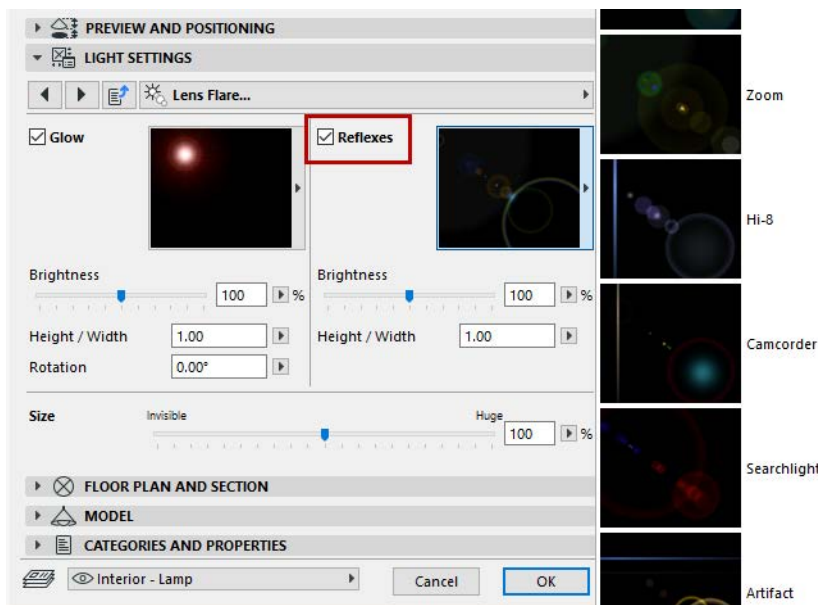 PREVIEW AND POSITIONING
LIGHT SETTINGS
Lens Flare...
Glow
Reflexes
Brightness
100 %
Height / Width 1.00
Rotation 0.00°
Brightness
100 %
Height / Width 1.00
Size Invisible Huge 100 %
FLOOR PLAN AND SECTION
MODEL
CATEGORIES AND PROPERTIES
Interior - Lamp
Cancel
OK
Zoom
Hi-8
Camcorder
Searchlight
Artifact